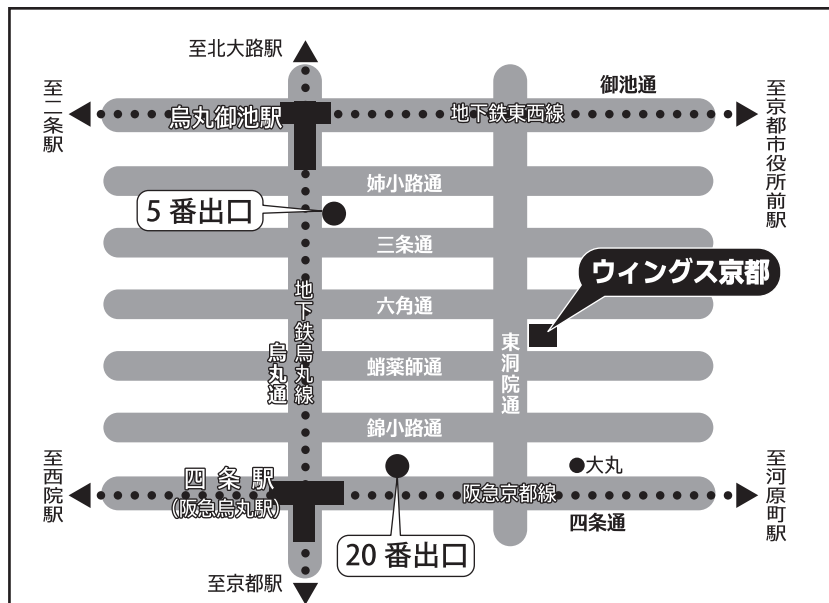 至北大路駅
御池通
至二条駅
烏丸御池駅
地下鉄東西線
至京都市役所前駅
姉小路通
5番出口
三条通
ウィングス京都
六角通
地下鉄烏丸線
烏丸通
東洞院通
蛸薬師通
錦小路通
至西院駅
四条駅
(阪急烏丸駅)
大丸
至河原町駅
阪急京都線
四条通
20番出口
至京都駅